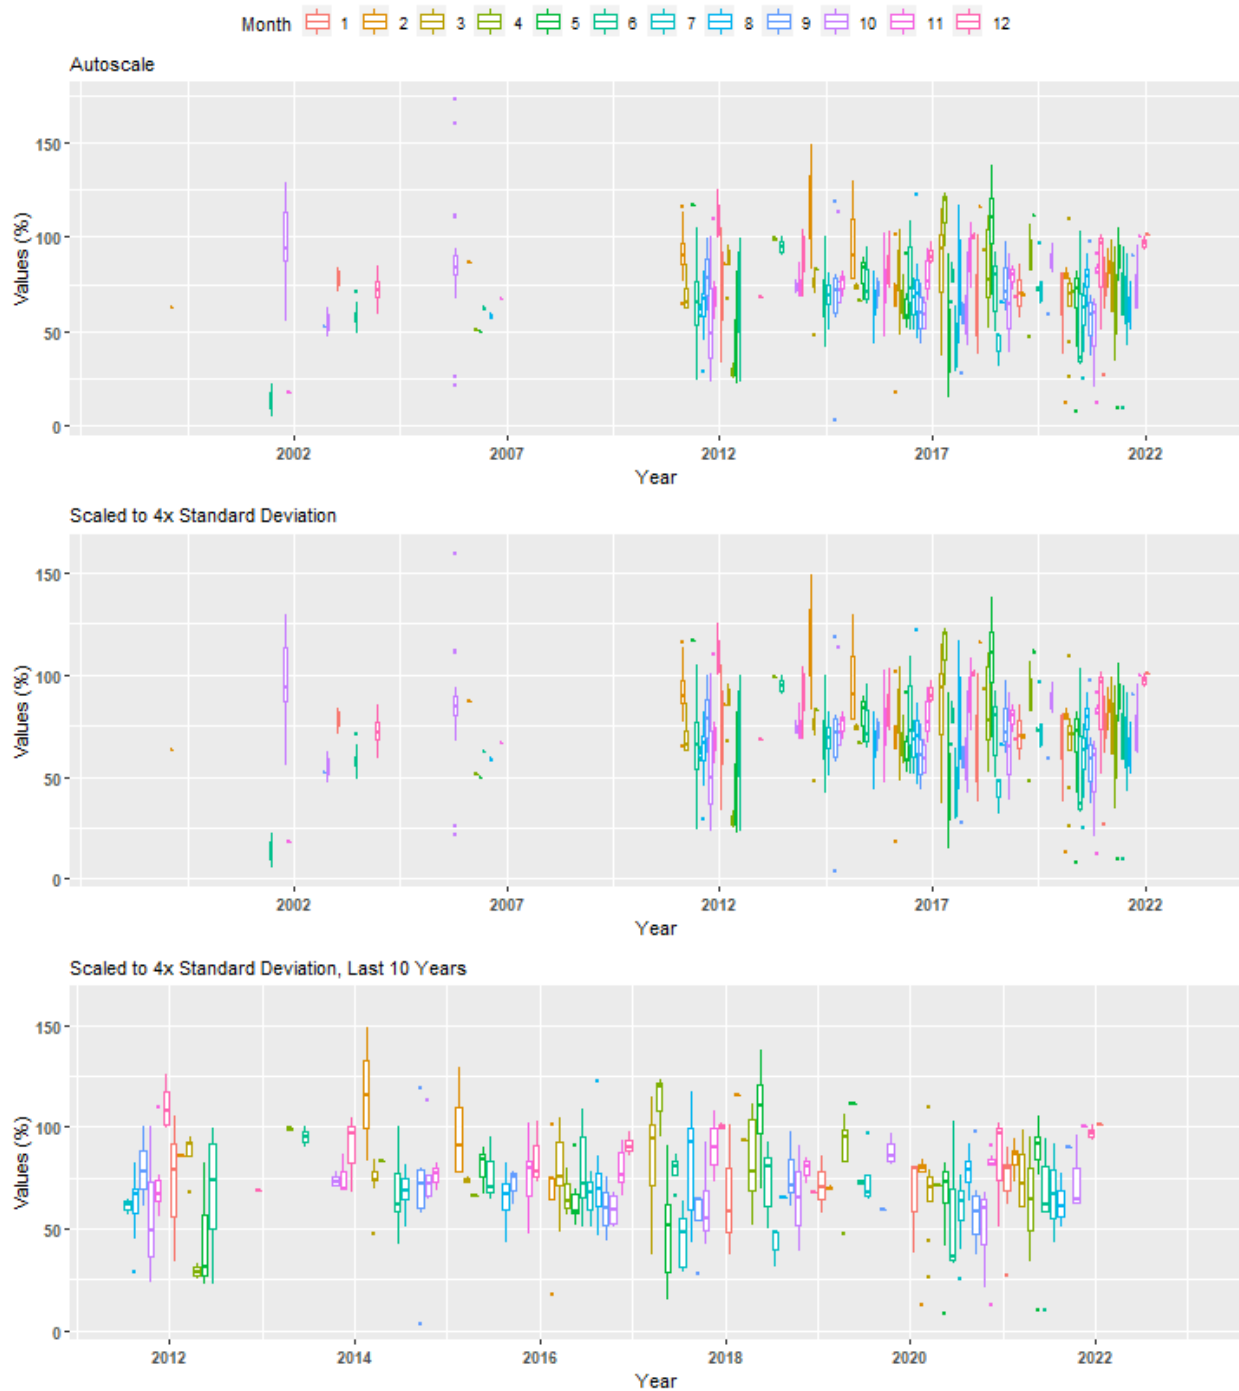 Month 1 2 3 4 5 6 7 8 9 10 11 12
Autoscale
Values (%)
150
100
50
0
2002 2007 2012 2017 2022
Year
Scaled to 4x Standard Deviation
Values (%)
150
100
50
0
2002 2007 2012 2017 2022
Year
Scaled to 4x Standard Deviation, Last 10 Years
Values (%)
150
100
50
0
2012 2014 2016 2018 2020 2022
Year